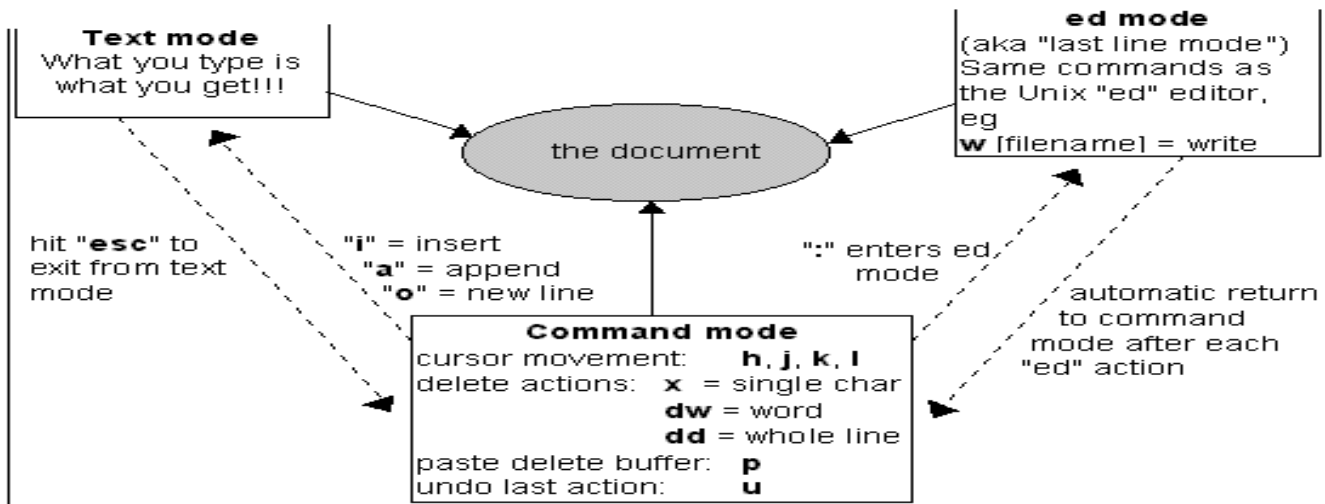 Text mode
What you type is
what you get!!!
ed mode
(aka "last line mode")
Same commands as
the Unix "ed" editor,
eg
w [filename] = write
the document
hit "esc" to
exit from text
mode
"i" = insert
"a" = append
"o" = new line
":" enters ed
mode
automatic return
to command
mode after each
"ed" action
Command mode
cursor movement: h, j, k, l
delete actions: x = single char
dw = word
dd = whole line
paste delete buffer: p
undo last action: u